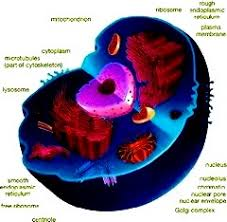 mitochondrion
ribosome
rough
endoplasmic
reticulum
plasma
membrane
cytoplasm
microtubules
(part of cytoskeleton)
lysosome
smooth
endoplasmic
reticulum
free ribosomes
centriole
nucleus
nucleolus
chromatin
nuclear pore
nuclear envelope
Golgi complex